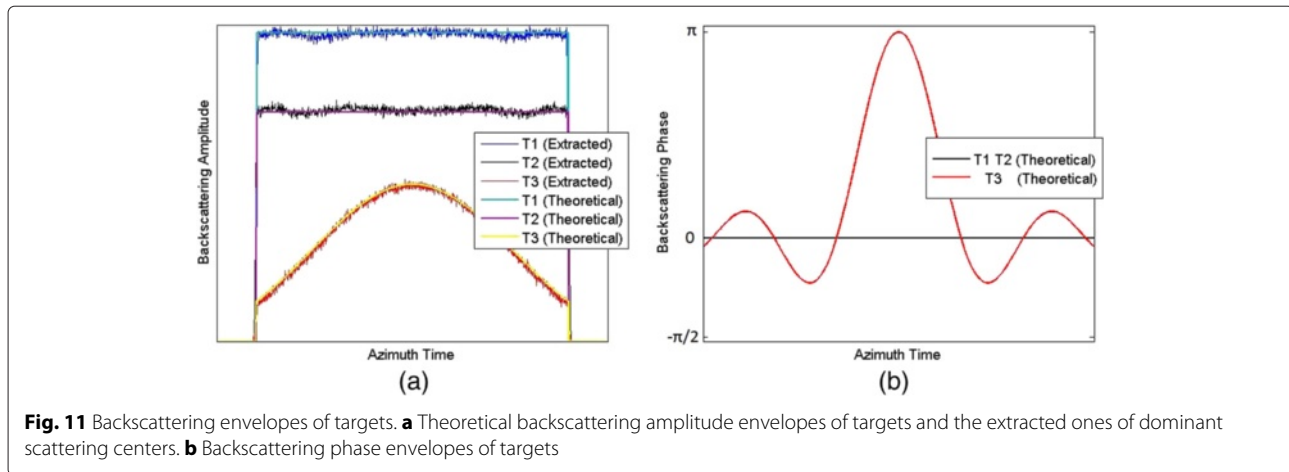 Backscattering Amplitude
T1 (Extracted)
T2 (Extracted)
T3 (Extracted)
T1 (Theoretical)
T2 (Theoretical)
T3 (Theoretical)
Azimuth Time
(a)
π
0
-π/2
Backscattering Phase
T1 T2 (Theoretical)
T3 (Theoretical)
Azimuth Time
(b)
Fig. 11 Backscattering envelopes of targets. a Theoretical backscattering amplitude envelopes of targets and the extracted ones of dominant
scattering centers. b Backscattering phase envelopes of targets